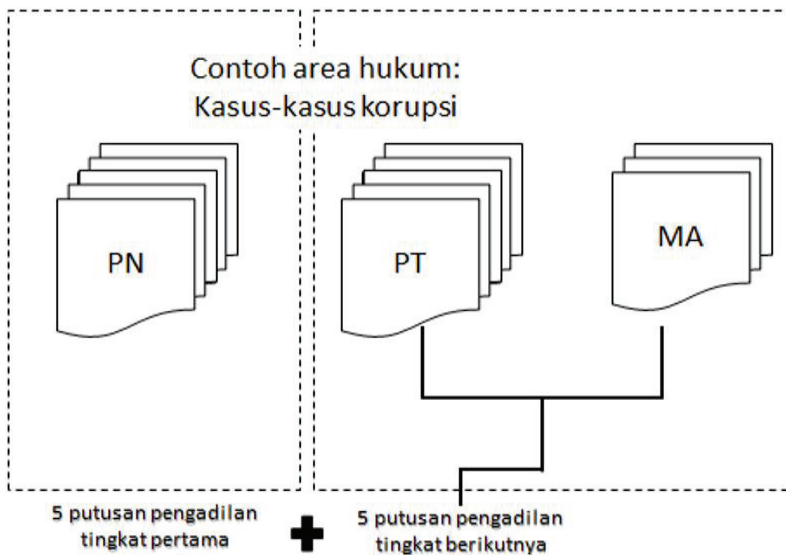 Contoh area hukum:
Kasus-kasus korupsi
PN
PT
MA
5 putusan pengadilan
tingkat pertama
5 putusan pengadilan
tingkat berikutnya